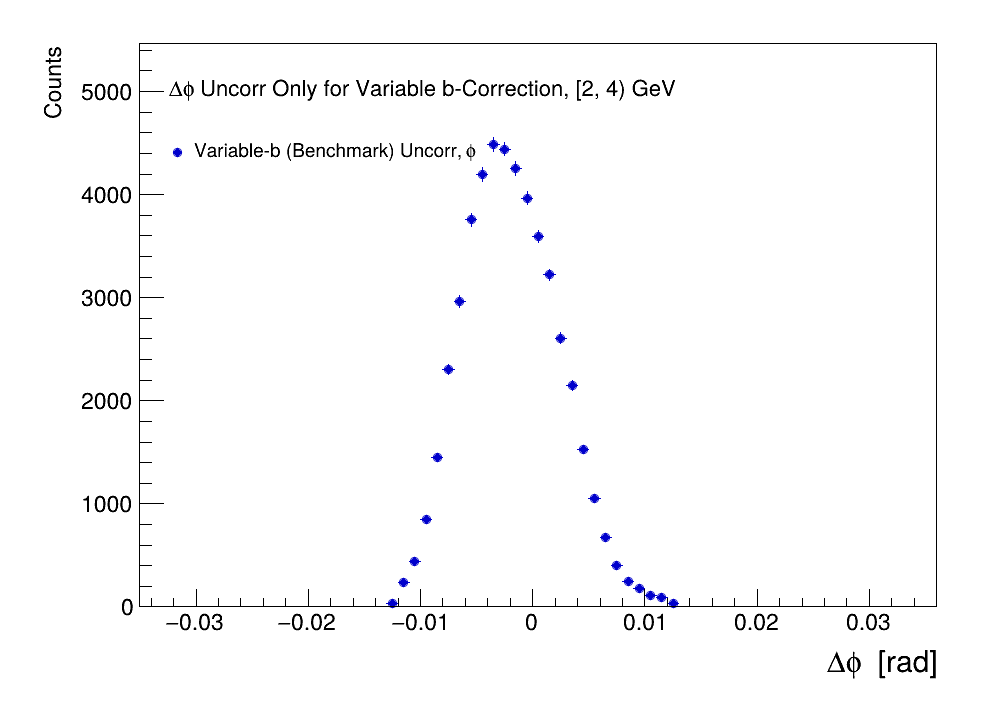 Counts
Δϕ Uncorr Only for Variable b-Correction, [2, 4) GeV
Variable-b (Benchmark) Uncorr, ϕ
5000
4000
3000
2000
1000
0
−0.03 −0.02 −0.01 0 0.01 0.02 0.03
Δϕ [rad]